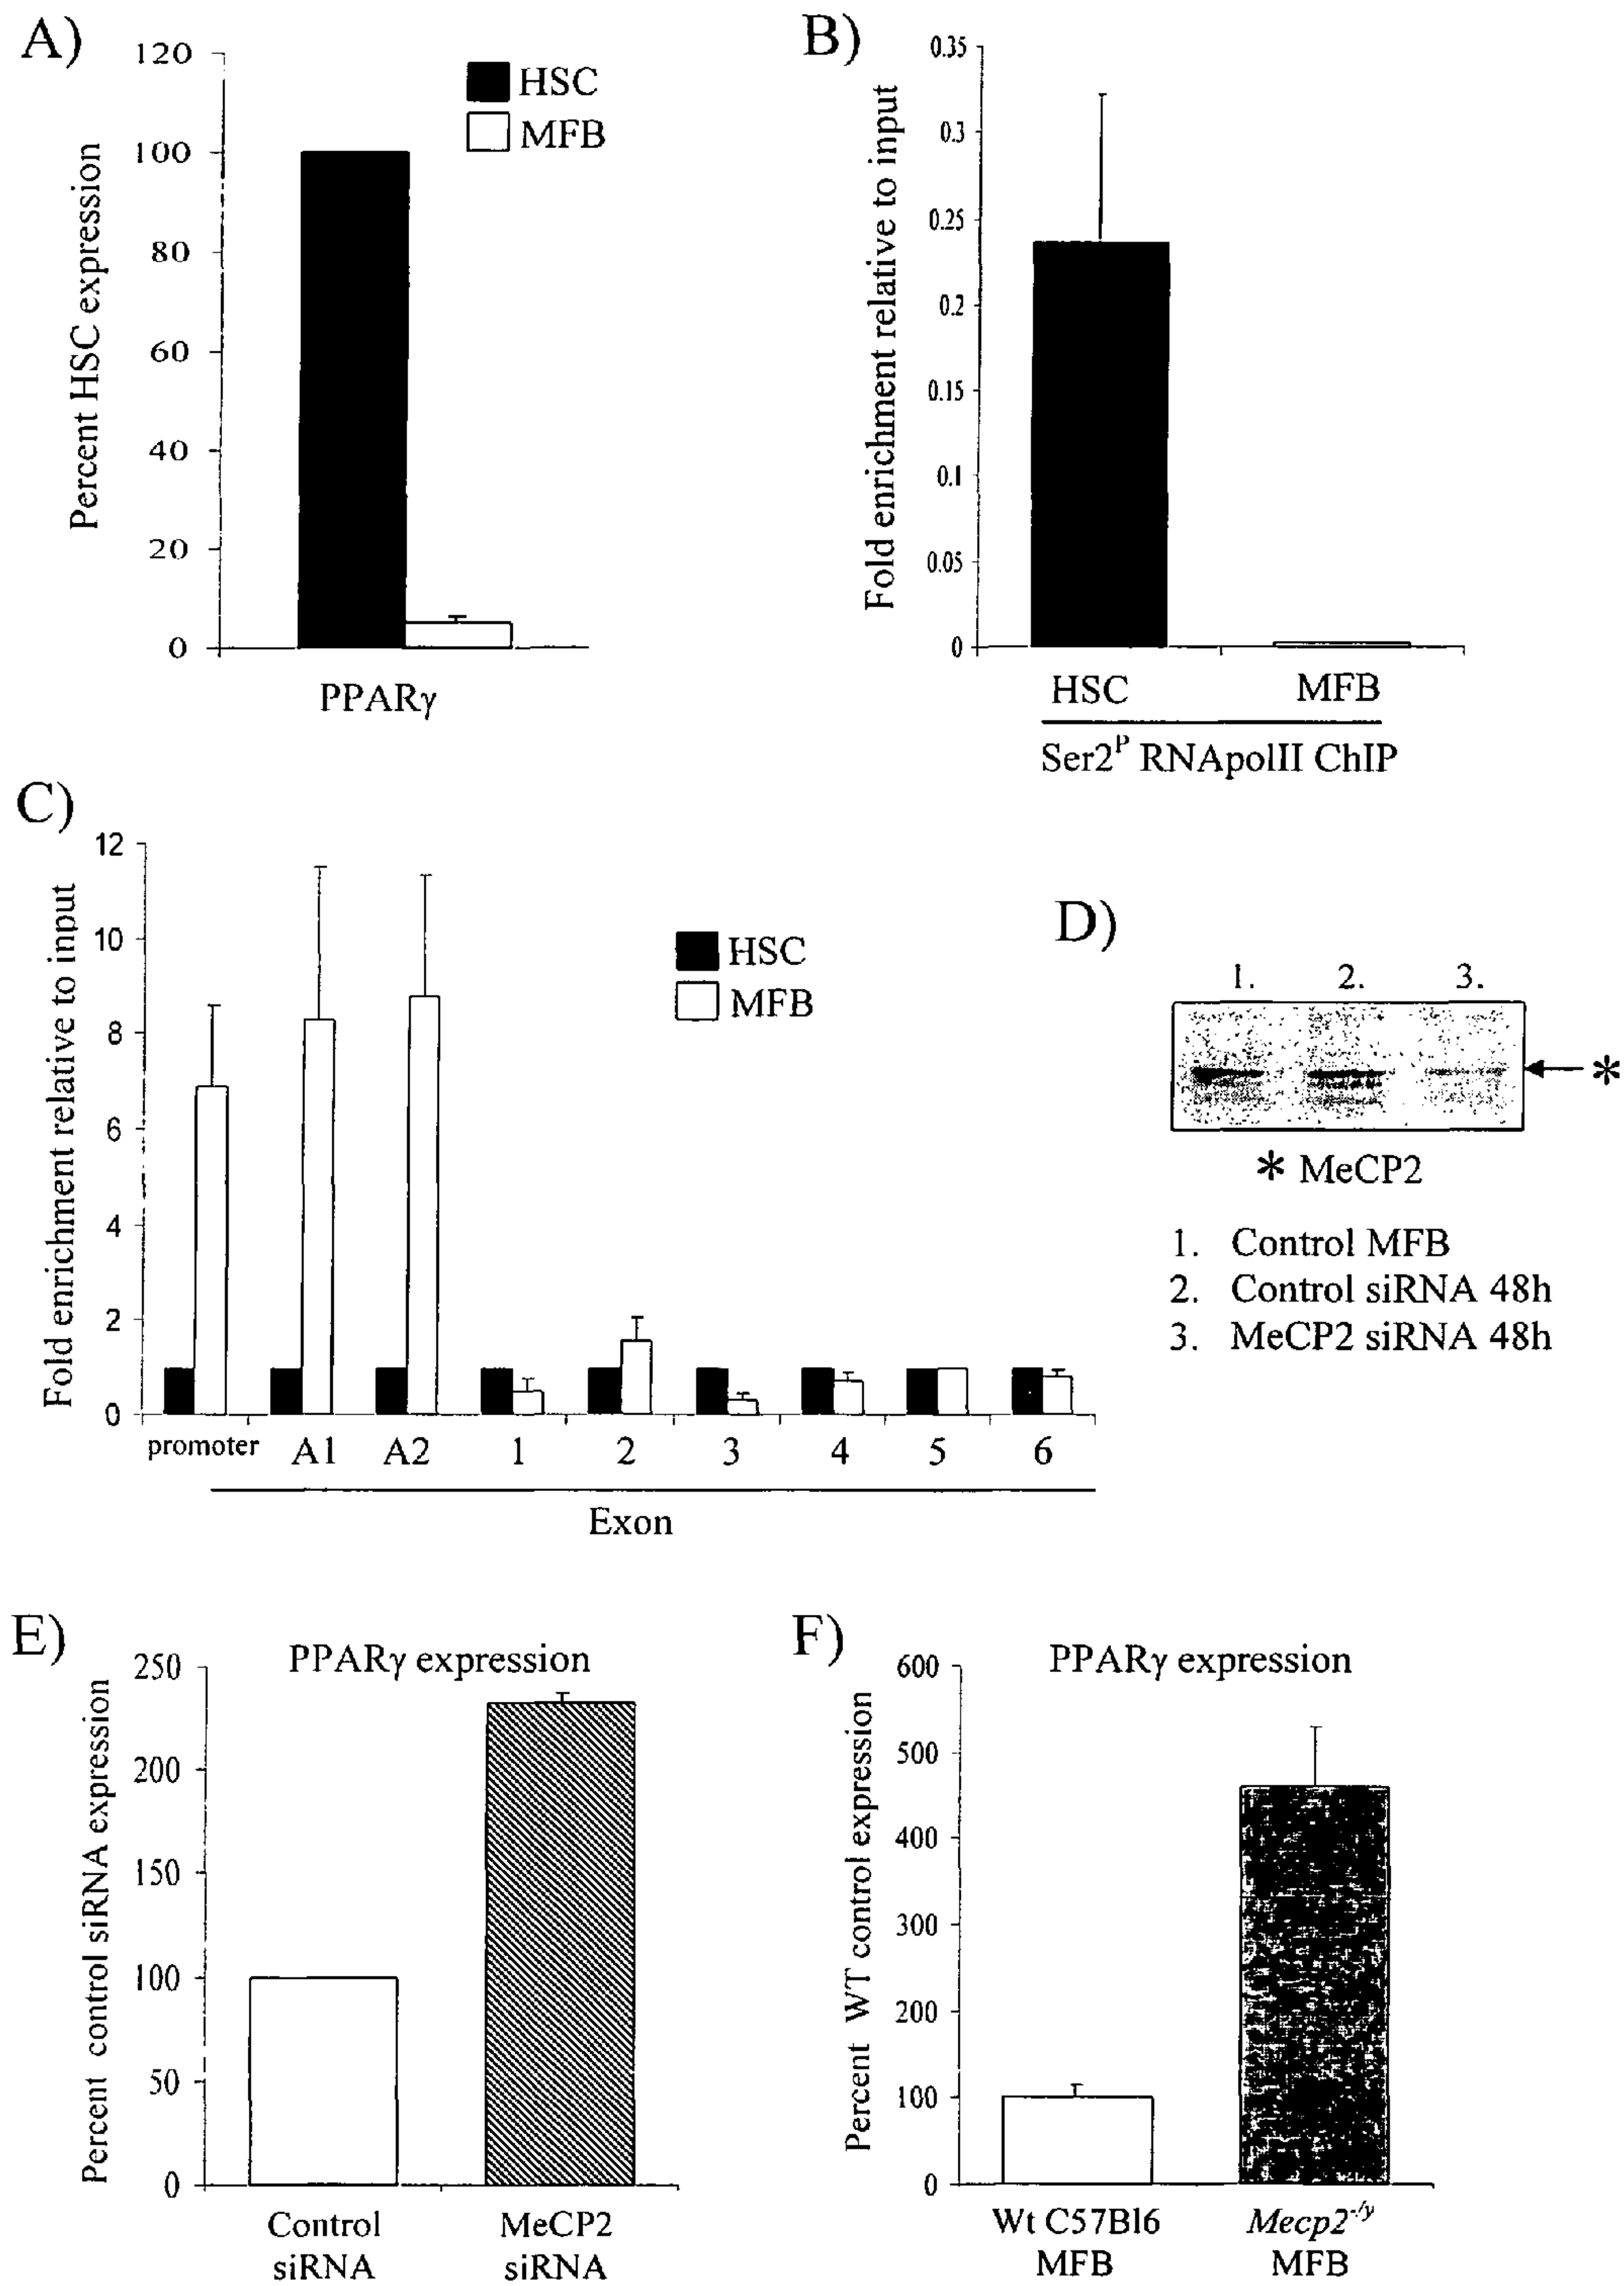 A)
Percent HSC expression
120
100
80
60
40
20
0
HSC
MFB
PPARγ
B)
Fold enrichment relative to input
0.35
0.3
0.25
0.2
0.15
0.1
0.05
0
HSC MFB
Ser2ᴾ RNApolII ChIP
C)
Fold enrichment relative to input
12
10
8
6
4
2
0
HSC
MFB
promoter A1 A2 1 2 3 4 5 6
Exon
D)
1. 2. 3.
*
* MeCP2
1. Control MFB
2. Control siRNA 48h
3. MeCP2 siRNA 48h
E)
PPARγ expression
Percent control siRNA expression
250
200
150
100
50
0
Control siRNA
MeCP2 siRNA
F)
PPARγ expression
Percent WT control expression
600
500
400
300
200
100
0
Wt C57Bl6 MFB
Mecp2⁻ᐟʸ MFB